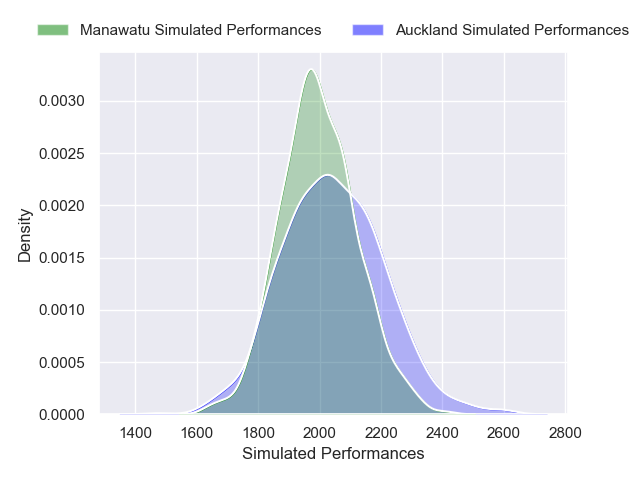 Manawatu Simulated Performances
Auckland Simulated Performances
0.0030
0.0025
0.0020
0.0015
0.0010
0.0005
0.0000
Density
1400 1600 1800 2000 2200 2400 2600 2800
Simulated Performances